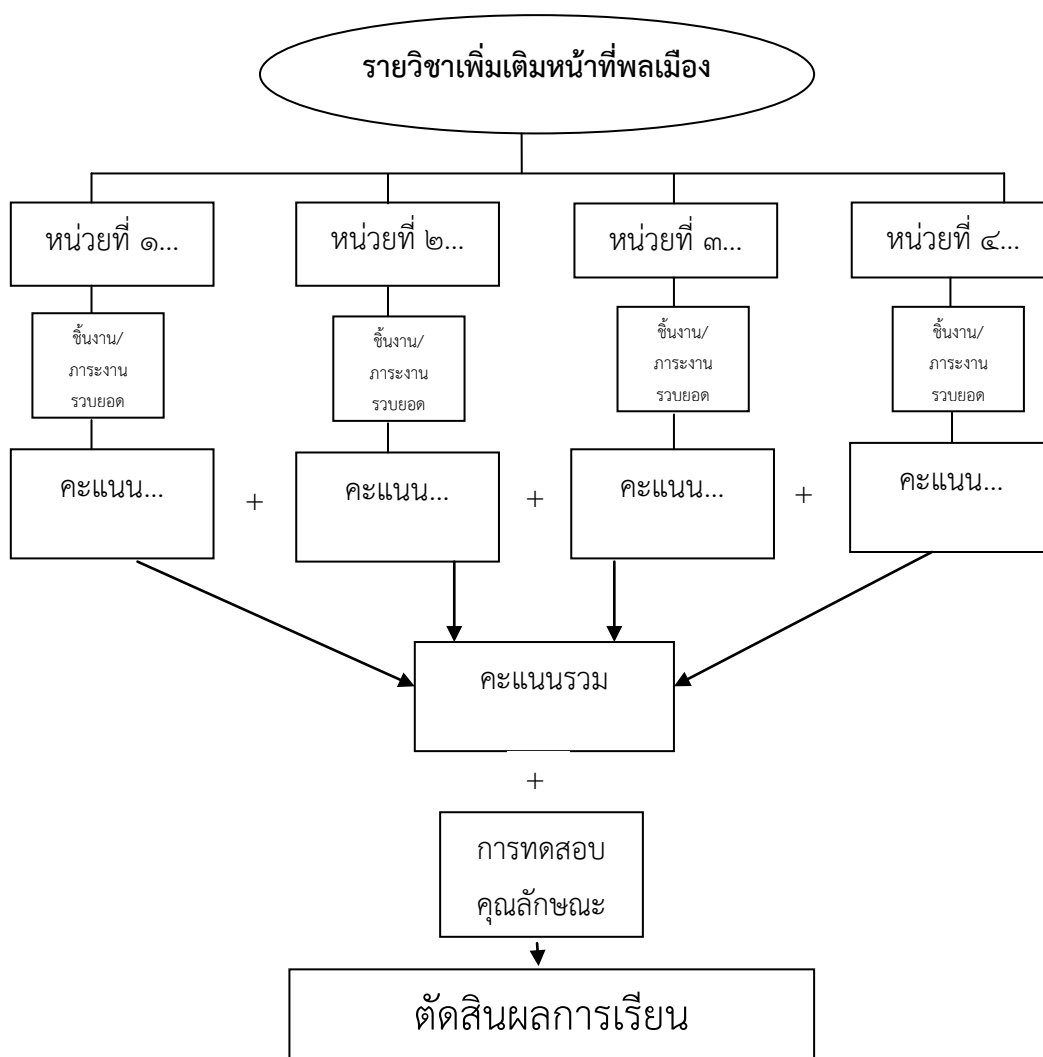 รายวิชาเพิ่มเติมหน้าที่พลเมือง
หน่วยที่ ๑...
หน่วยที่ ๒...
หน่วยที่ ๓...
หน่วยที่ ๔...
ชิ้นงาน/
ภาระงาน
รวบยอด
ชิ้นงาน/
ภาระงาน
รวบยอด
ชิ้นงาน/
ภาระงาน
รวบยอด
ชิ้นงาน/
ภาระงาน
รวบยอด
คะแนน...
+
คะแนน...
+
คะแนน...
+
คะแนน...
คะแนนรวม
+
การทดสอบ
คุณลักษณะ
ตัดสินผลการเรียน